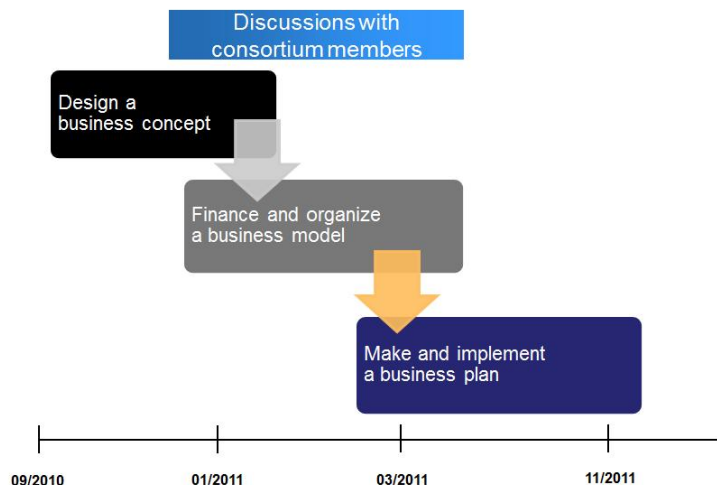 Discussions with
consortium members
Design a
business concept
Finance and organize
a business model
Make and implement
a business plan
09/2010
01/2011
03/2011
11/2011